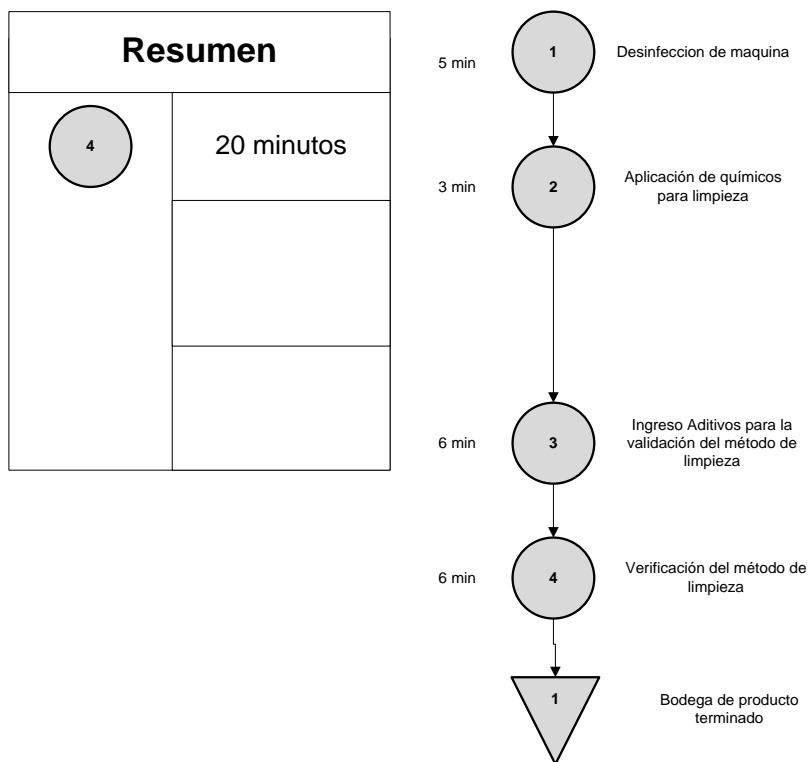 Resumen
4
20 minutos
5 min
1
Desinfeccion de maquina
3 min
2
Aplicación de químicos
para limpieza
6 min
3
Ingreso Aditivos para la
validación del método de
limpieza
6 min
4
Verificación del método de
limpieza
1
Bodega de producto
terminado